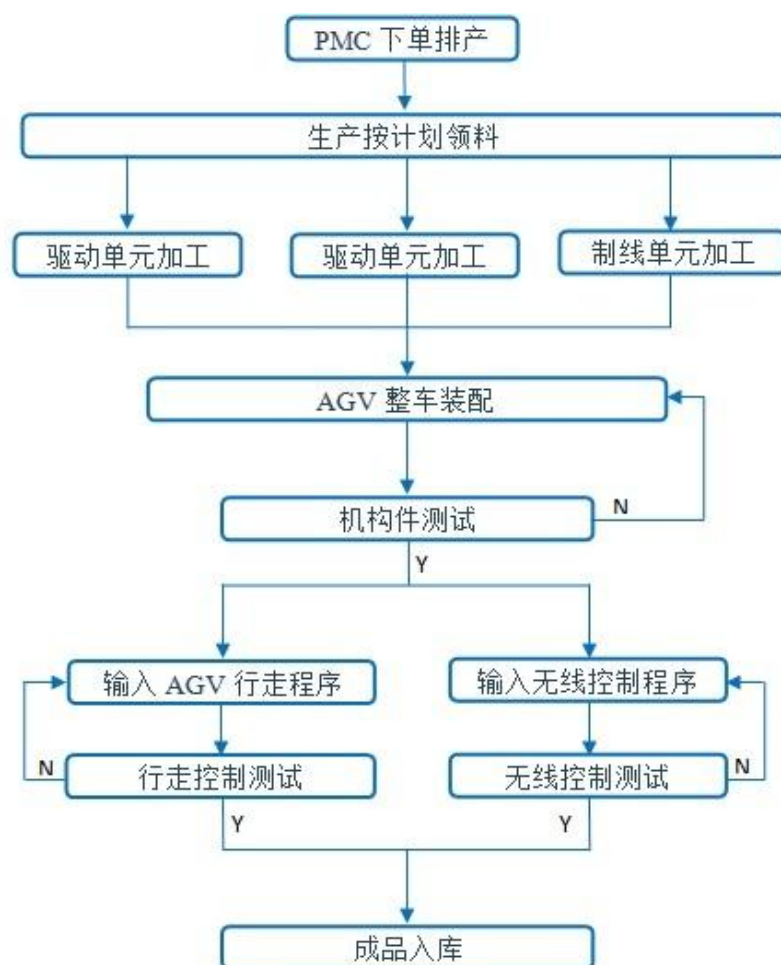 PMC 下单排产
生产按计划领料
驱动单元加工
驱动单元加工
制线单元加工
AGV 整车装配
机构件测试
N
Y
输入 AGV 行走程序
输入无线控制程序
N
行走控制测试
无线控制测试
N
Y
Y
成品入库